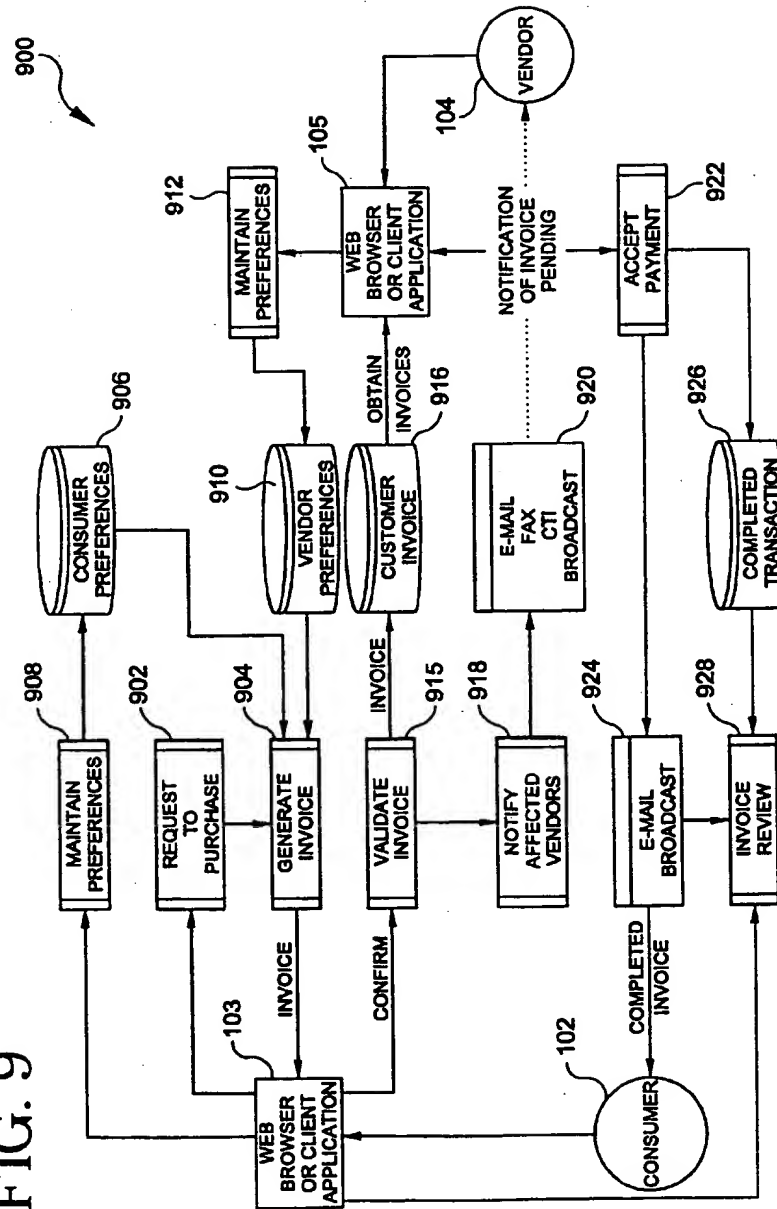 FIG. 9
900
908
MAINTAIN
PREFERENCES
906
CONSUMER
PREFERENCES
912
MAINTAIN
PREFERENCES
902
REQUEST
TO
PURCHASE
904
GENERATE
INVOICE
910
VENDOR
PREFERENCES
105
WEB
BROWSER
OR CLIENT
APPLICATION
103
WEB
BROWSER
OR CLIENT
APPLICATION
INVOICE
CONFIRM
915
VALIDATE
INVOICE
INVOICE
916
CUSTOMER
INVOICE
OBTAIN
INVOICES
104
VENDOR
918
NOTIFY
AFFECTED
VENDORS
920
E-MAIL
FAX
CTI
BROADCAST
NOTIFICATION
OF INVOICE
PENDING
102
CONSUMER
COMPLETED
INVOICE
924
E-MAIL
BROADCAST
922
ACCEPT
PAYMENT
928
INVOICE
REVIEW
926
COMPLETED
TRANSACTION